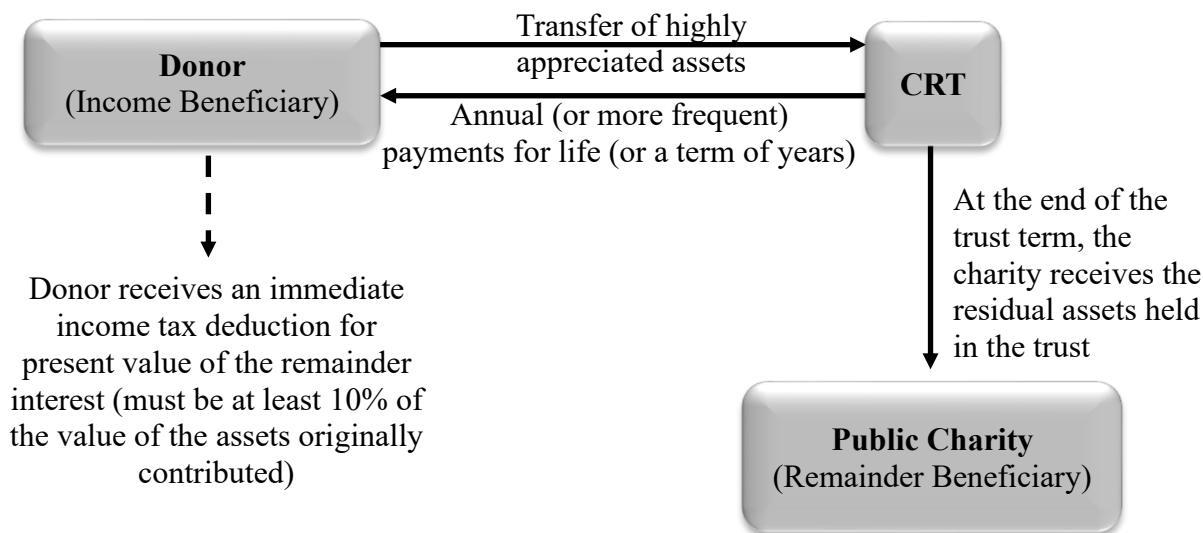 Donor
(Income Beneficiary)
Transfer of highly
appreciated assets
Annual (or more frequent)
payments for life (or a term of years)
CRT
Donor receives an immediate
income tax deduction for
present value of the remainder
interest (must be at least 10% of
the value of the assets originally
contributed)
At the end of the
trust term, the
charity receives the
residual assets held
in the trust
Public Charity
(Remainder Beneficiary)